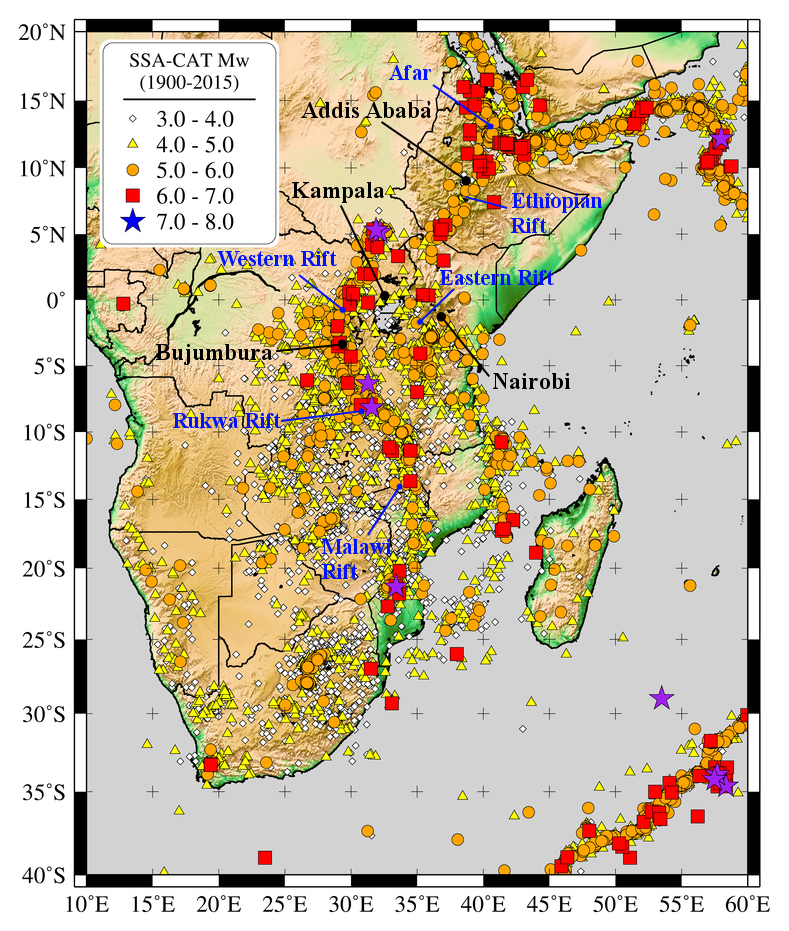 SSA-CAT Mw
(1900-2015)
3.0 - 4.0
4.0 - 5.0
5.0 - 6.0
6.0 - 7.0
7.0 - 8.0
Afar
Addis Ababa
Kampala
Ethiopian
Rift
Western Rift
Eastern Rift
Bujumbura
Nairobi
Rukwa Rift
Malawi
Rift
20°N
15°N
10°N
5°N
0°
5°S
10°S
15°S
20°S
25°S
30°S
35°S
40°S
10°E 15°E 20°E 25°E 30°E 35°E 40°E 45°E 50°E 55°E 60°E